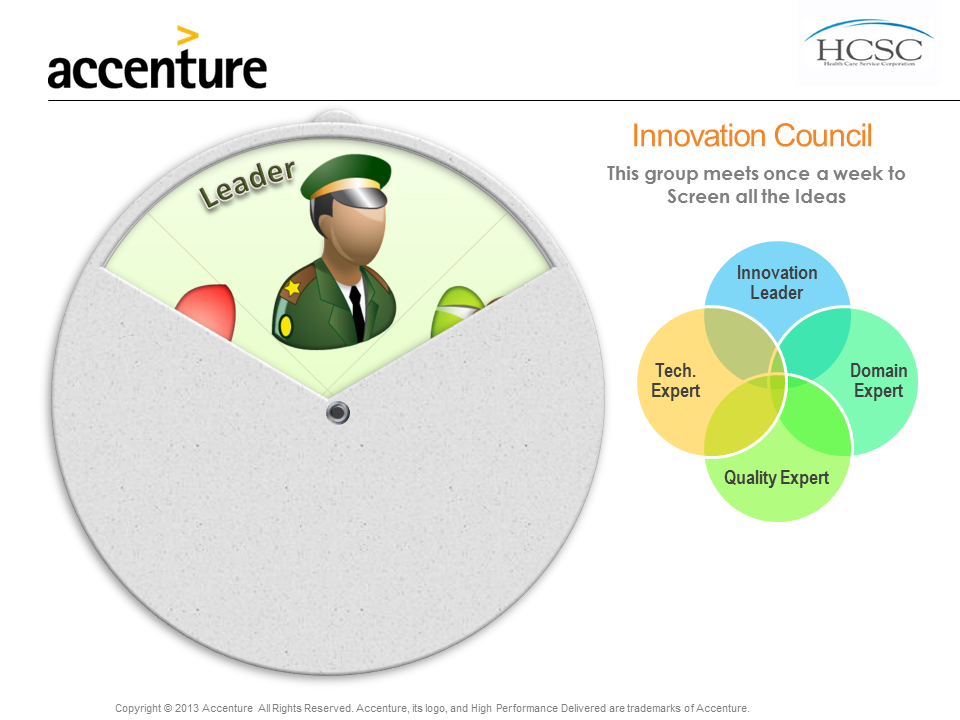 accenture
HCSC
Health Care Service Corporation
Leader
Innovation Council
This group meets once a week to
Screen all the Ideas
Innovation
Leader
Tech.
Expert
Domain
Expert
Quality Expert
Copyright © 2013 Accenture All Rights Reserved. Accenture, its logo, and High Performance Delivered are trademarks of Accenture.